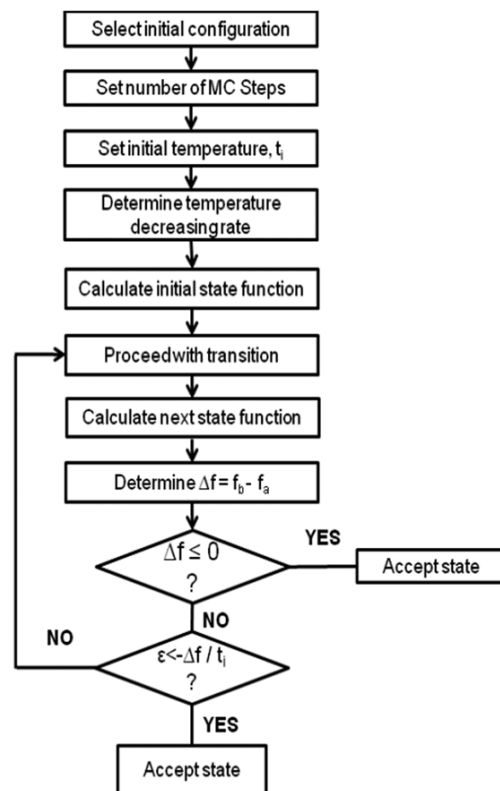 Select initial configuration
Set number of MC Steps
Set initial temperature, tᵢ
Determine temperature
decreasing rate
Calculate initial state function
Proceed with transition
Calculate next state function
Determine Δf = f_b - f_a
Δf ≤ 0
?
YES
Accept state
NO
NO
ε<-Δf / tᵢ
?
YES
Accept state